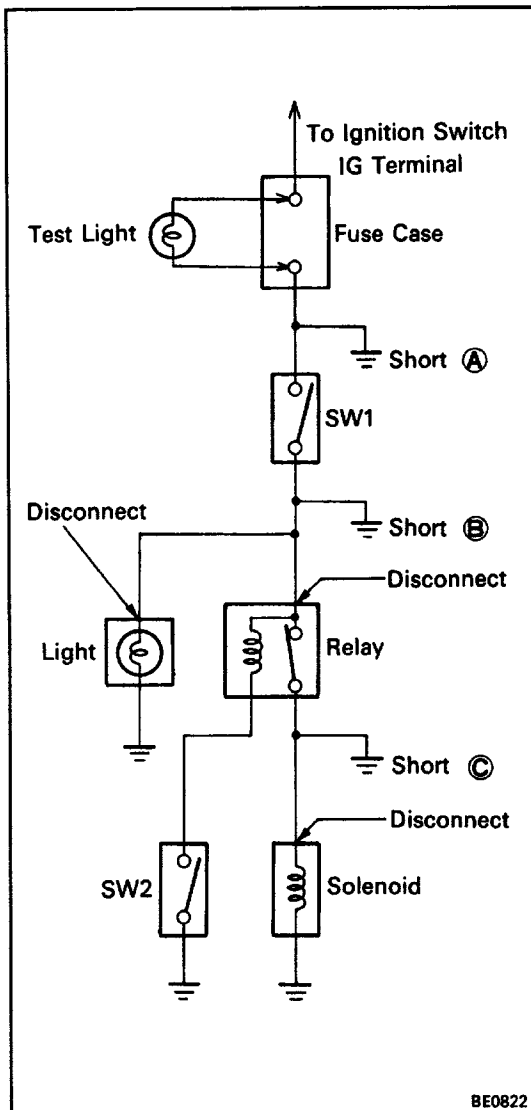 To Ignition Switch
IG Terminal
Test Light
Fuse Case
Short Ⓐ
SW1
Disconnect
Short Ⓑ
Disconnect
Light
Relay
Short Ⓒ
Disconnect
SW2
Solenoid
BE0822